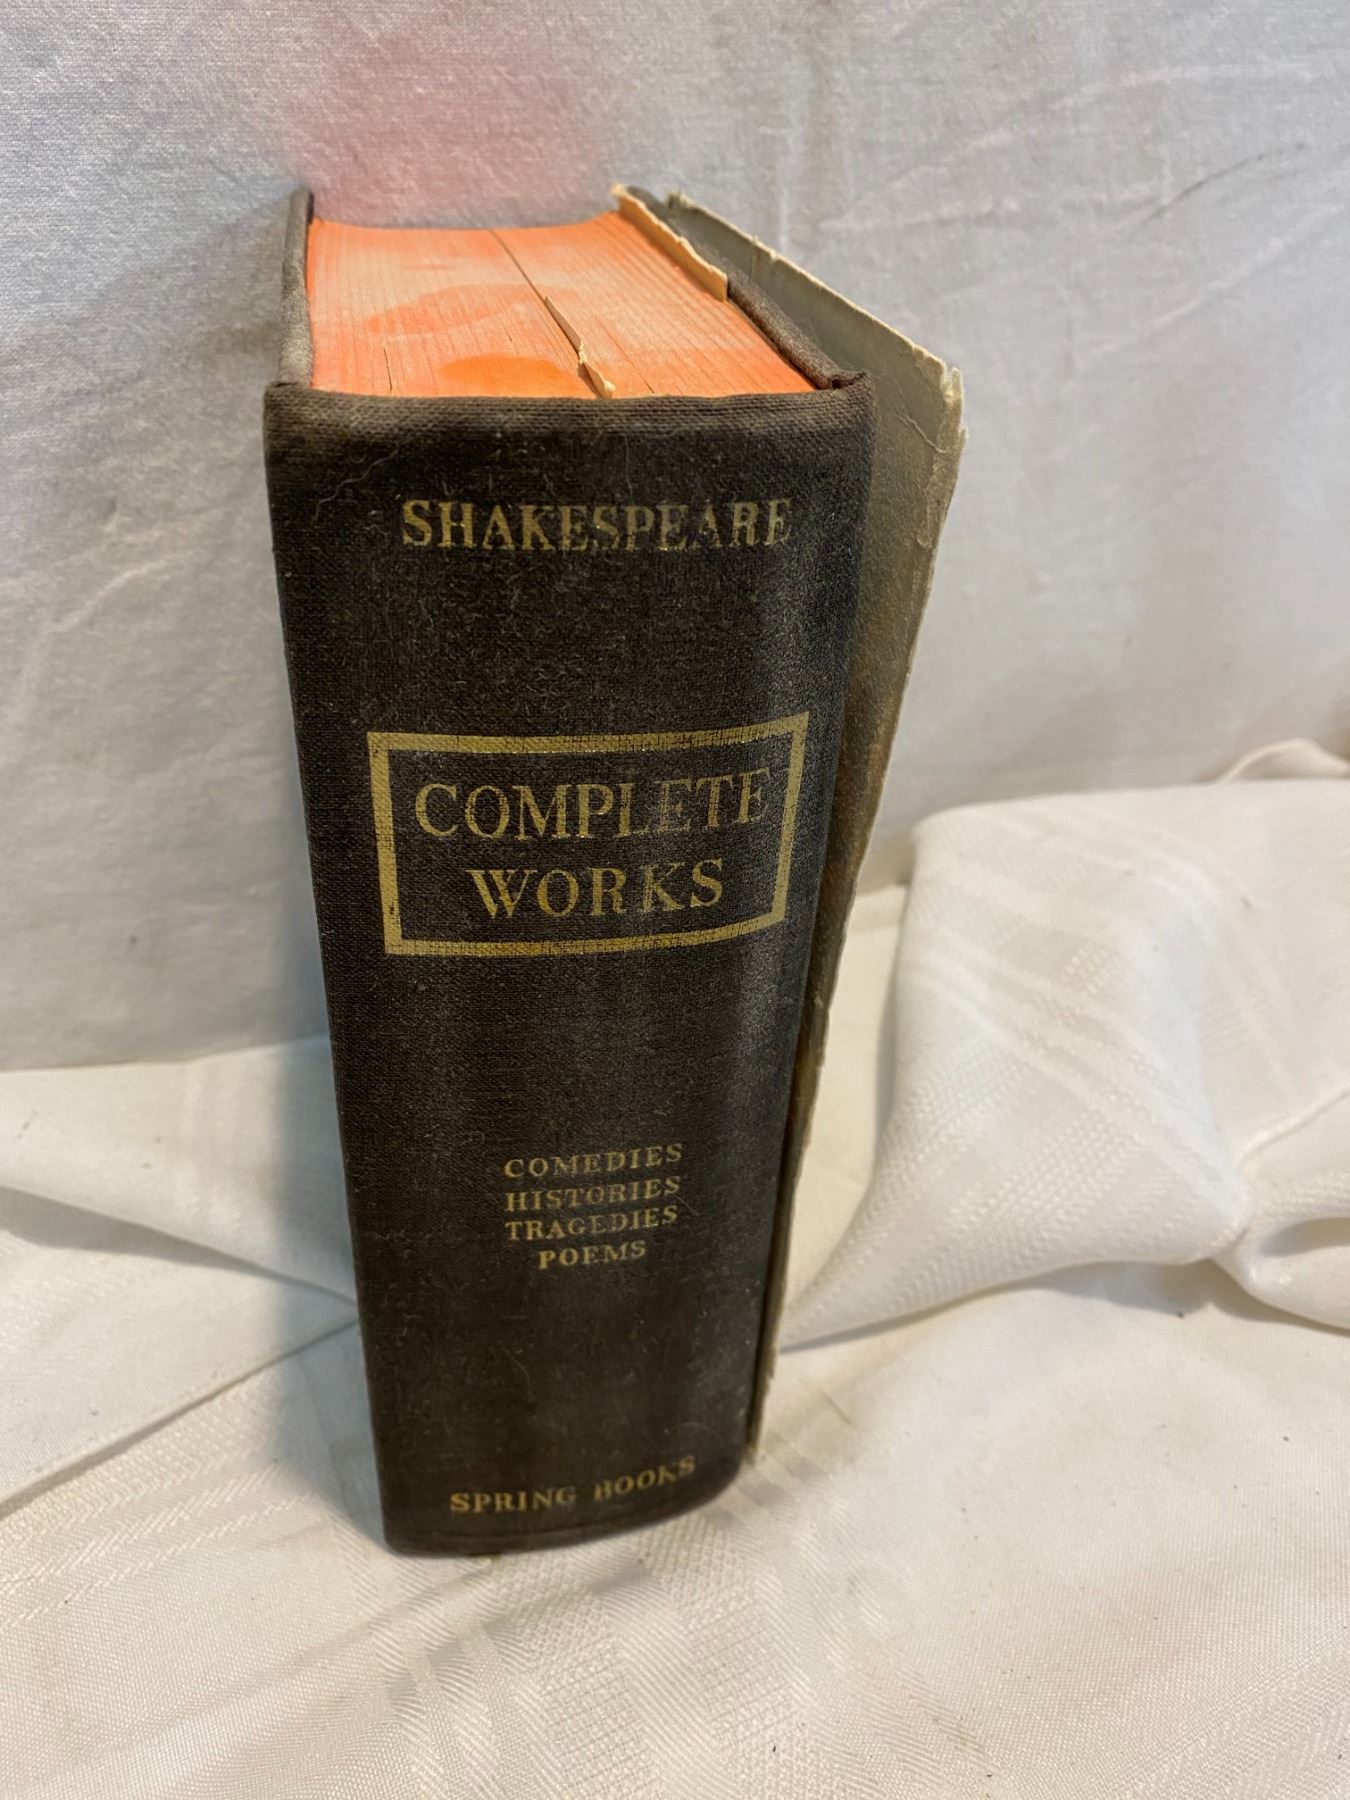 SHAKESPEARE
COMPLETE
WORKS
COMEDIES
HISTORIES
TRAGEDIES
POEMS
SPRING BOOKS